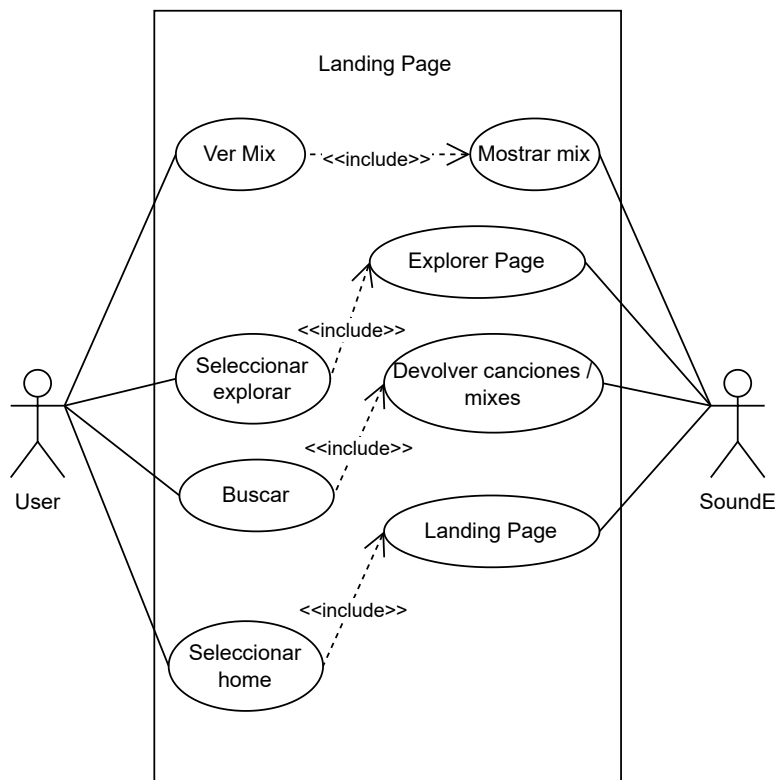 Landing Page
Ver Mix
<<include>>
Mostrar mix
Explorer Page
<<include>>
Seleccionar
explorar
Devolver canciones /
mixes
<<include>>
Buscar
User
SoundE
Landing Page
<<include>>
Seleccionar
home